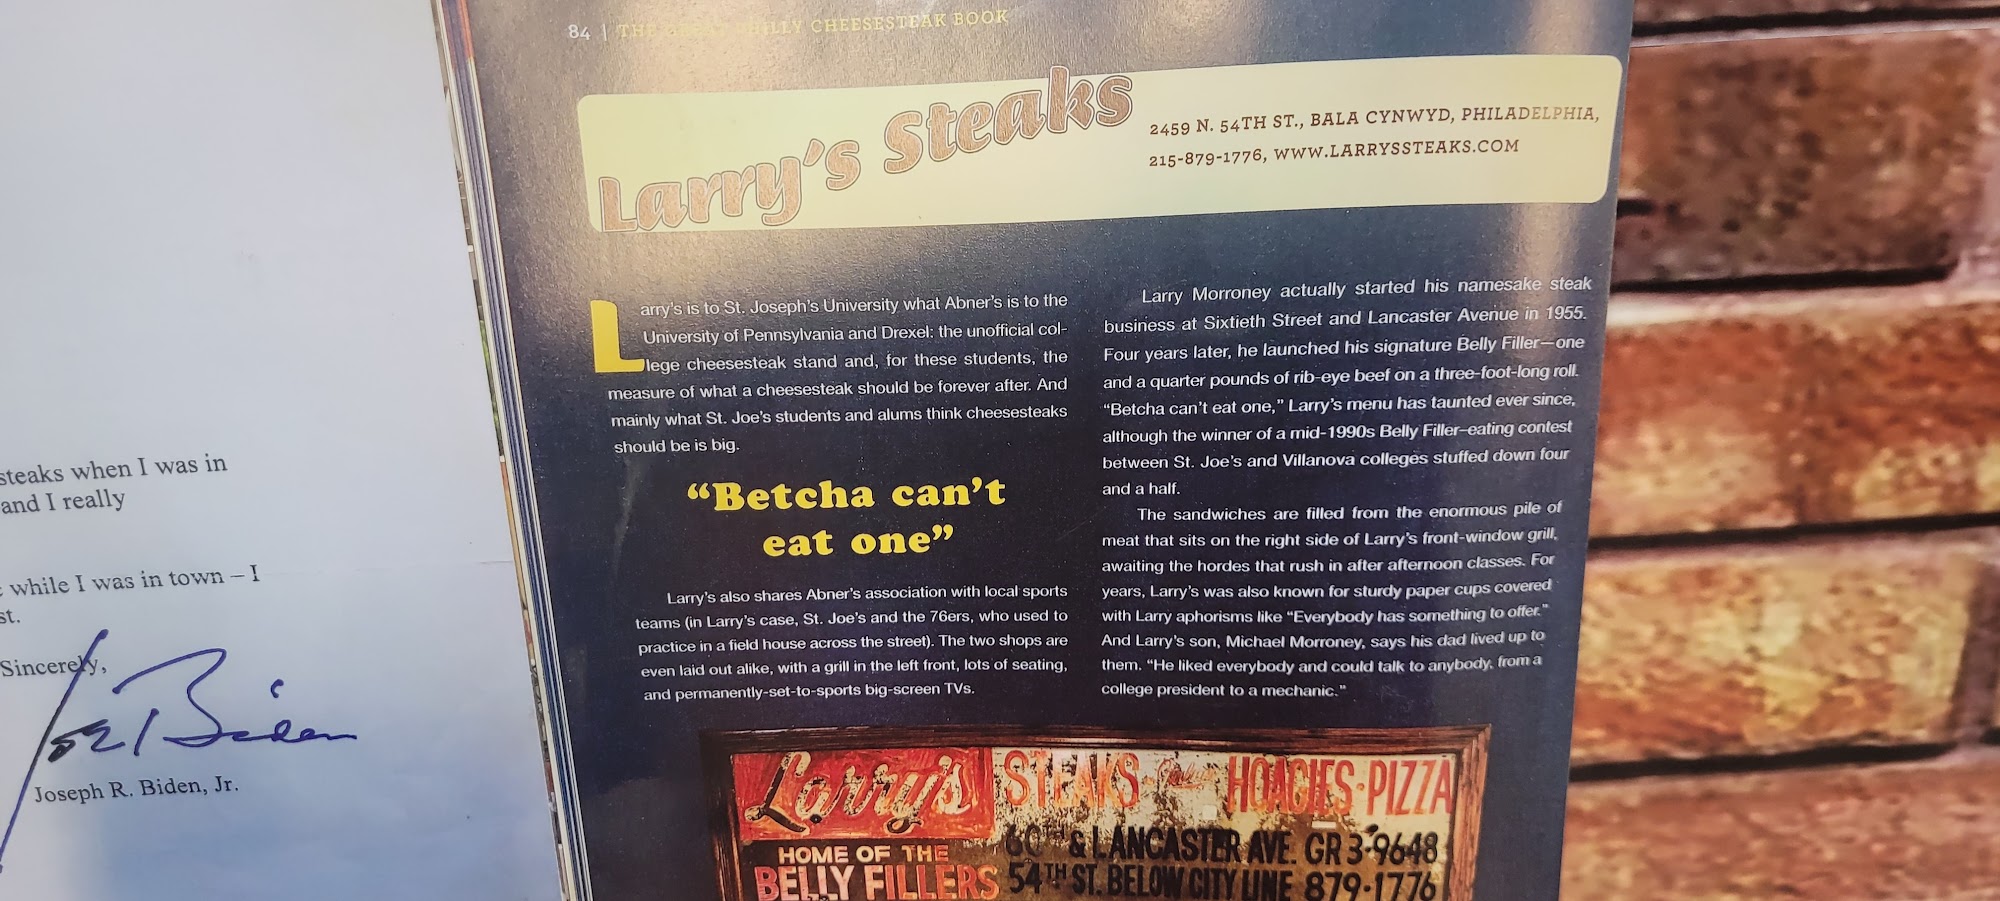 steaks when I was in
and I really
while I was in town – I
st.
Sincerely,
Joe Biden
Joseph R. Biden, Jr.
84 | THE GREAT PHILLY CHEESESTEAK BOOK
Larry's Steaks
2459 N. 54TH ST., BALA CYNWYD, PHILADELPHIA,
215-879-1776, WWW.LARRYSSTEAKS.COM
Larry's is to St. Joseph's University what Abner's is to the
University of Pennsylvania and Drexel: the unofficial col-
lege cheesesteak stand and, for these students, the
measure of what a cheesesteak should be forever after. And
mainly what St. Joe's students and alums think cheesesteaks
should be is big.
“Betcha can't
eat one”
Larry's also shares Abner's association with local sports
teams (in Larry's case, St. Joe's and the 76ers, who used to
practice in a field house across the street). The two shops are
even laid out alike, with a grill in the left front, lots of seating,
and permanently-set-to-sports big-screen TVs.
Larry Morroney actually started his namesake steak
business at Sixtieth Street and Lancaster Avenue in 1955.
Four years later, he launched his signature Belly Filler—one
and a quarter pounds of rib-eye beef on a three-foot-long roll.
“Betcha can't eat one,” Larry's menu has taunted ever since,
although the winner of a mid-1990s Belly Filler–eating contest
between St. Joe's and Villanova colleges stuffed down four
and a half.
The sandwiches are filled from the enormous pile of
meat that sits on the right side of Larry's front-window grill,
awaiting the hordes that rush in after afternoon classes. For
years, Larry's was also known for sturdy paper cups covered
with Larry aphorisms like “Everybody has something to offer.”
And Larry's son, Michael Morroney, says his dad lived up to
them. “He liked everybody and could talk to anybody, from a
college president to a mechanic.”
Larry's STEAKS HOAGIES·PIZZA
HOME OF THE
BELLY FILLERS
60TH & LANCASTER AVE. GR 3-9648
54TH ST. BELOW CITY LINE 879-1776